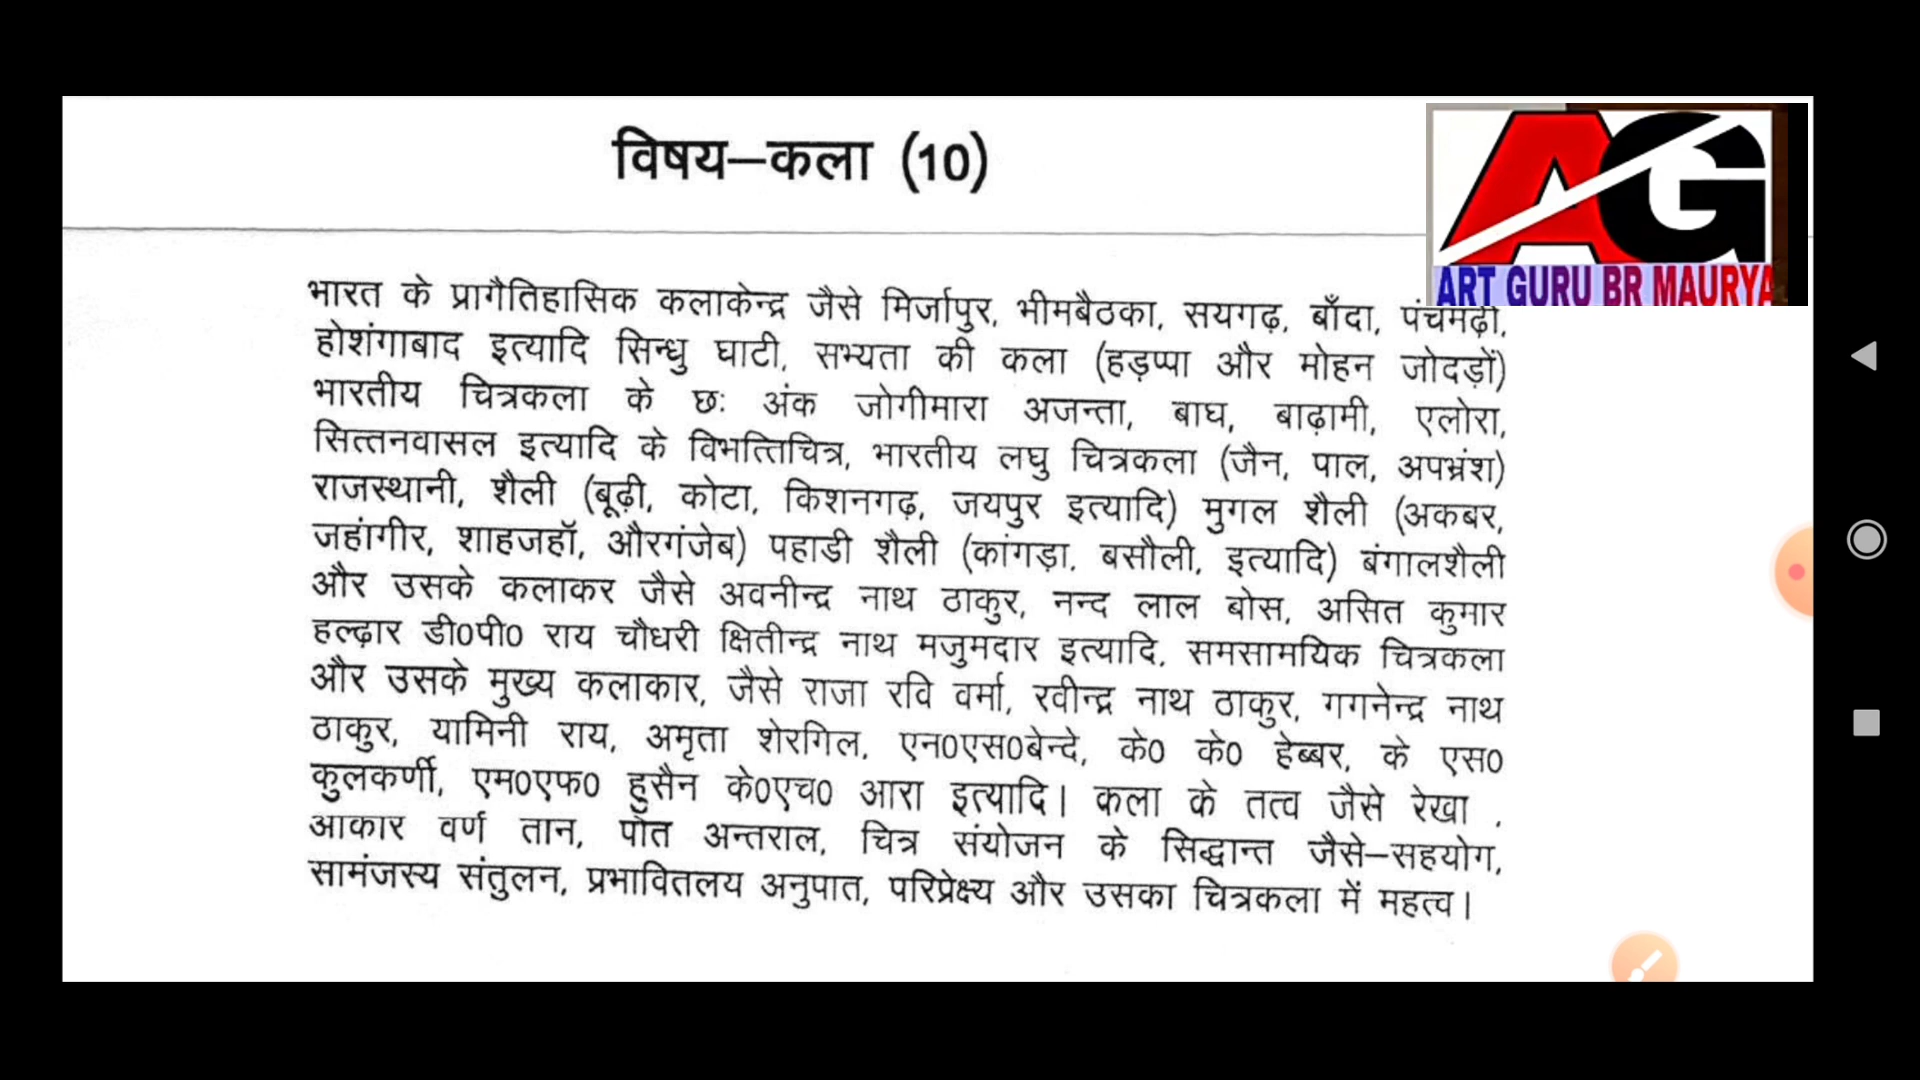 विषय–कला (10)
ART GURU BR MAURYA
भारत के प्रागैतिहासिक कलाकेन्द्र जैसे मिर्जापुर, भीमबैठका, सयगढ़, बाँदा, पंचमढ़ी,
होशंगाबाद इत्यादि सिन्धु घाटी, सभ्यता की कला (हड़प्पा और मोहन जोदड़ों)
भारतीय चित्रकला के छः अंक जोगीमारा अजन्ता, बाघ, बाढ़ामी, एलोरा,
सित्तनवासल इत्यादि के विभत्तिचित्र, भारतीय लघु चित्रकला (जैन, पाल, अपभ्रंश)
राजस्थानी, शैली (बूढ़ी, कोटा, किशनगढ़, जयपुर इत्यादि) मुगल शैली (अकबर,
जहांगीर, शाहजहॉ, औरगंजेब) पहाडी शैली (कांगड़ा, बसौली, इत्यादि) बंगालशैली
और उसके कलाकर जैसे अवनीन्द्र नाथ ठाकुर, नन्द लाल बोस, असित कुमार
हल्ढ़ार डी0पी0 राय चौधरी क्षितीन्द्र नाथ मजुमदार इत्यादि, समसामयिक चित्रकला
और उसके मुख्य कलाकार, जैसे राजा रवि वर्मा, रवीन्द्र नाथ ठाकुर, गगनेन्द्र नाथ
ठाकुर, यामिनी राय, अमृता शेरगिल, एन0एस0बेन्दे, के0 के0 हेब्बर, के एस0
कुलकर्णी, एम0एफ0 हुसैन के0एच0 आरा इत्यादि। कला के तत्व जैसे रेखा ,
आकार वर्ण तान, पोत अन्तराल, चित्र संयोजन के सिद्धान्त जैसे–सहयोग,
सामंजस्य संतुलन, प्रभावितलय अनुपात, परिप्रेक्ष्य और उसका चित्रकला में महत्व।